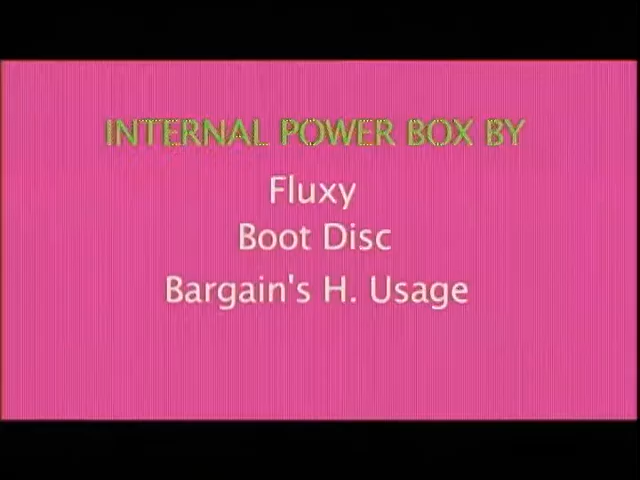 INTERNAL POWER BOX BY
Fluxy
Boot Disc
Bargain's H. Usage